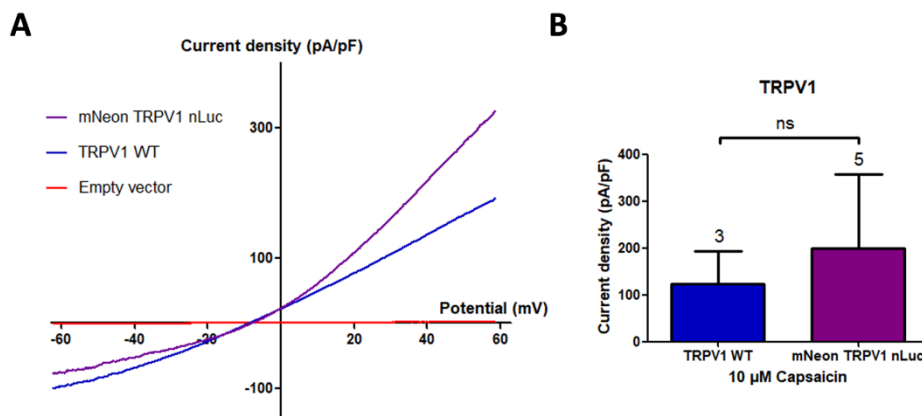 A
Current density (pA/pF)
300
100
-100
mNeon TRPV1 nLuc
TRPV1 WT
Empty vector
Potential (mV)
-60
-40
-20
20
40
60
B
TRPV1
ns
3
5
Current density (pA/pF)
400
300
200
100
0
TRPV1 WT
mNeon TRPV1 nLuc
10 µM Capsaicin